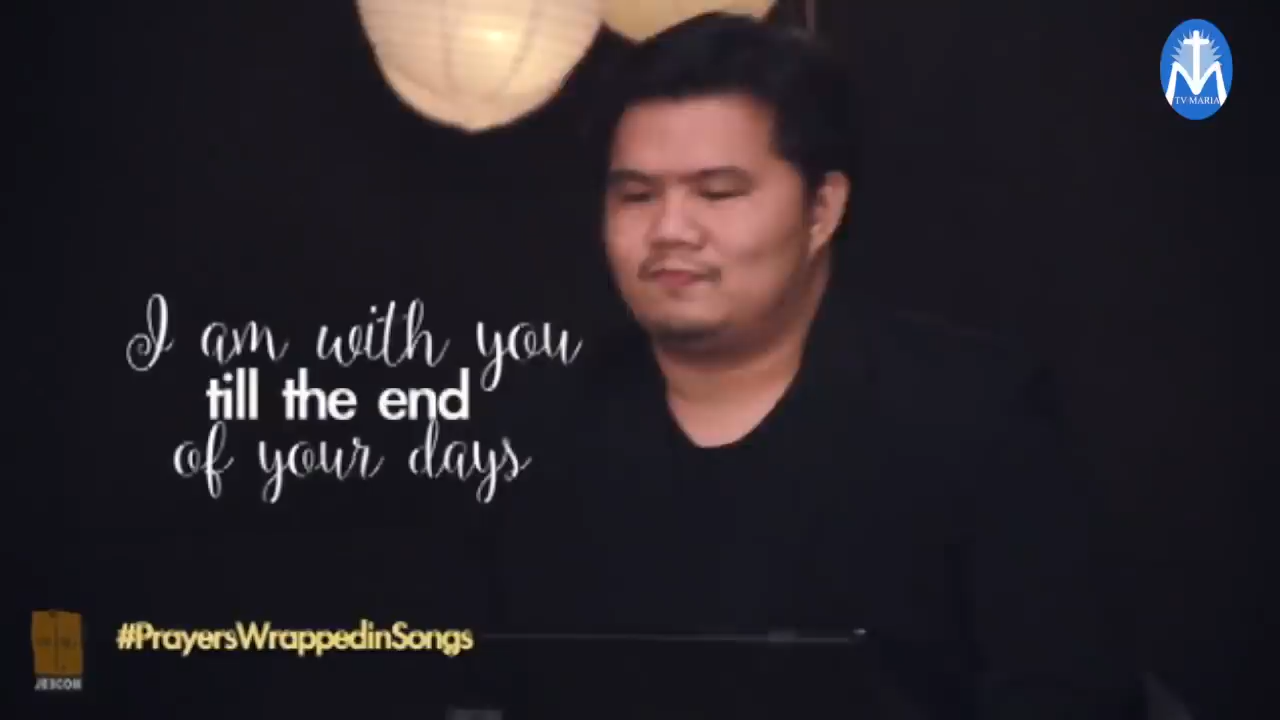 TV MARIA
I am with you
till the end
of your days
#PrayersWrappedinSongs
JESCOM